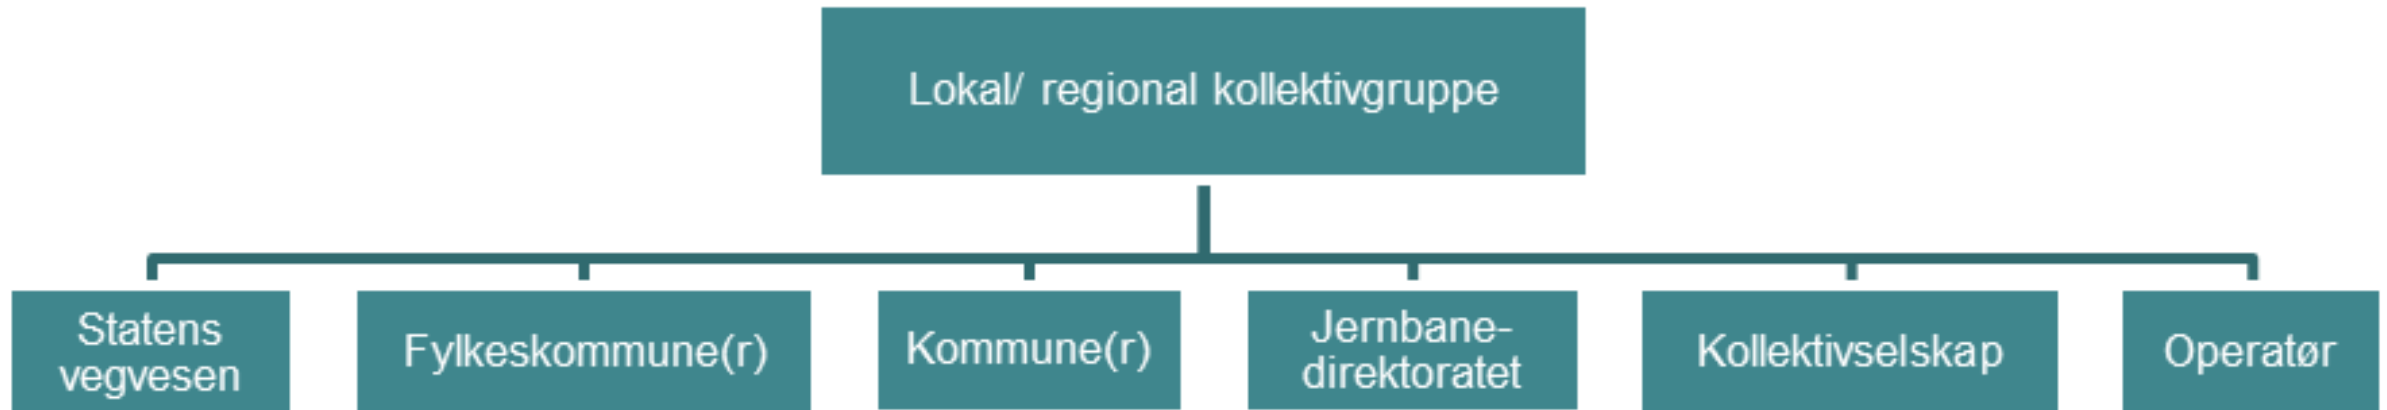 Lokal/ regional kollektivgruppe
Statens
vegvesen
Fylkeskommune(r)
Kommune(r)
Jernbane-
direktoratet
Kollektivselskap
Operatør